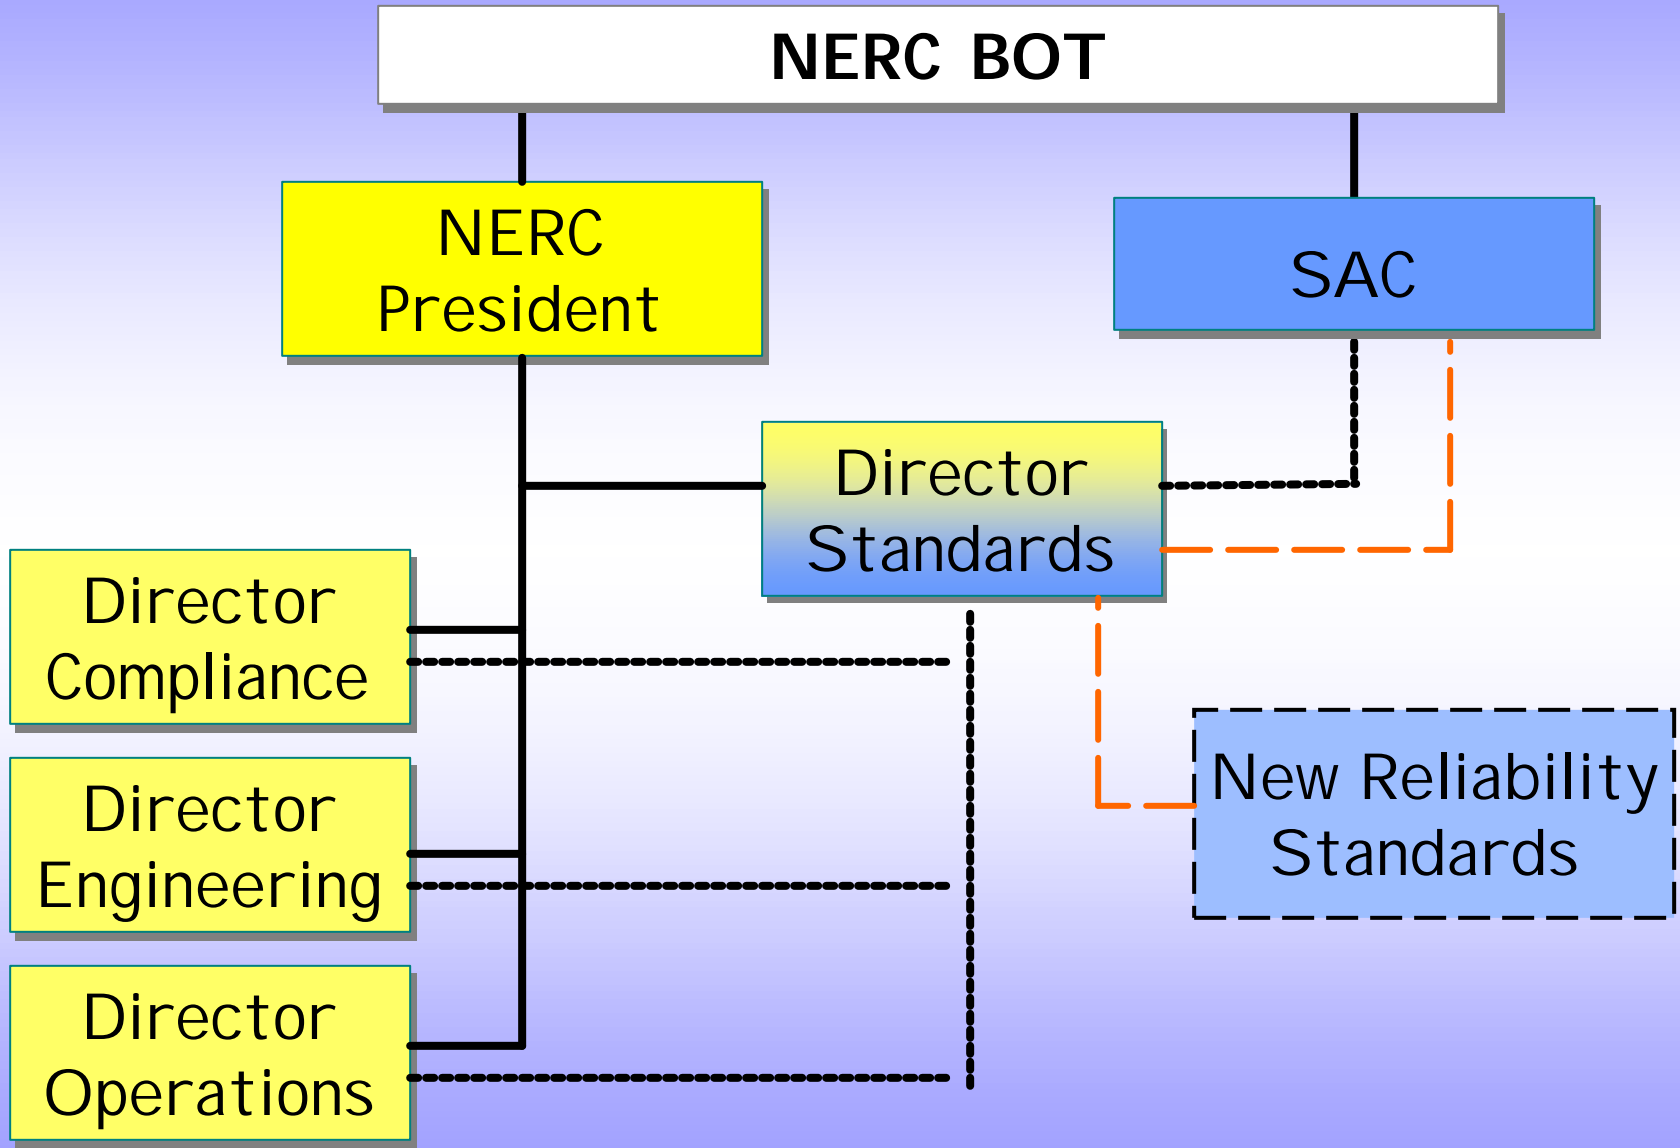 NERC BOT
NERC
President
SAC
Director
Standards
Director
Compliance
New Reliability
Standards
Director
Engineering
Director
Operations